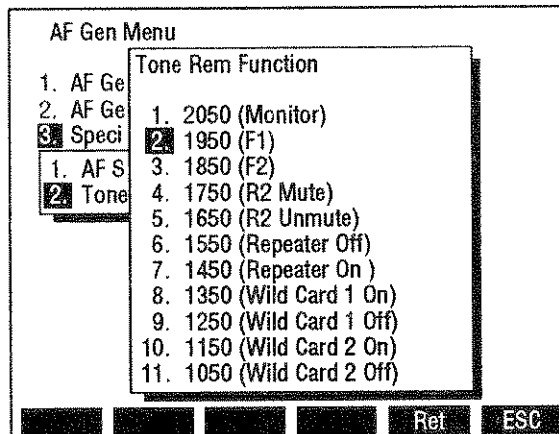 AF Gen Menu
1. AF Ge
2. AF Ge
3. Speci
1. AF S
2. Tone
Tone Rem Function
1. 2050 (Monitor)
2. 1950 (F1)
3. 1850 (F2)
4. 1750 (R2 Mute)
5. 1650 (R2 Unmute)
6. 1550 (Repeater Off)
7. 1450 (Repeater On )
8. 1350 (Wild Card 1 On)
9. 1250 (Wild Card 1 Off)
10. 1150 (Wild Card 2 On)
11. 1050 (Wild Card 2 Off)
Ret ESC